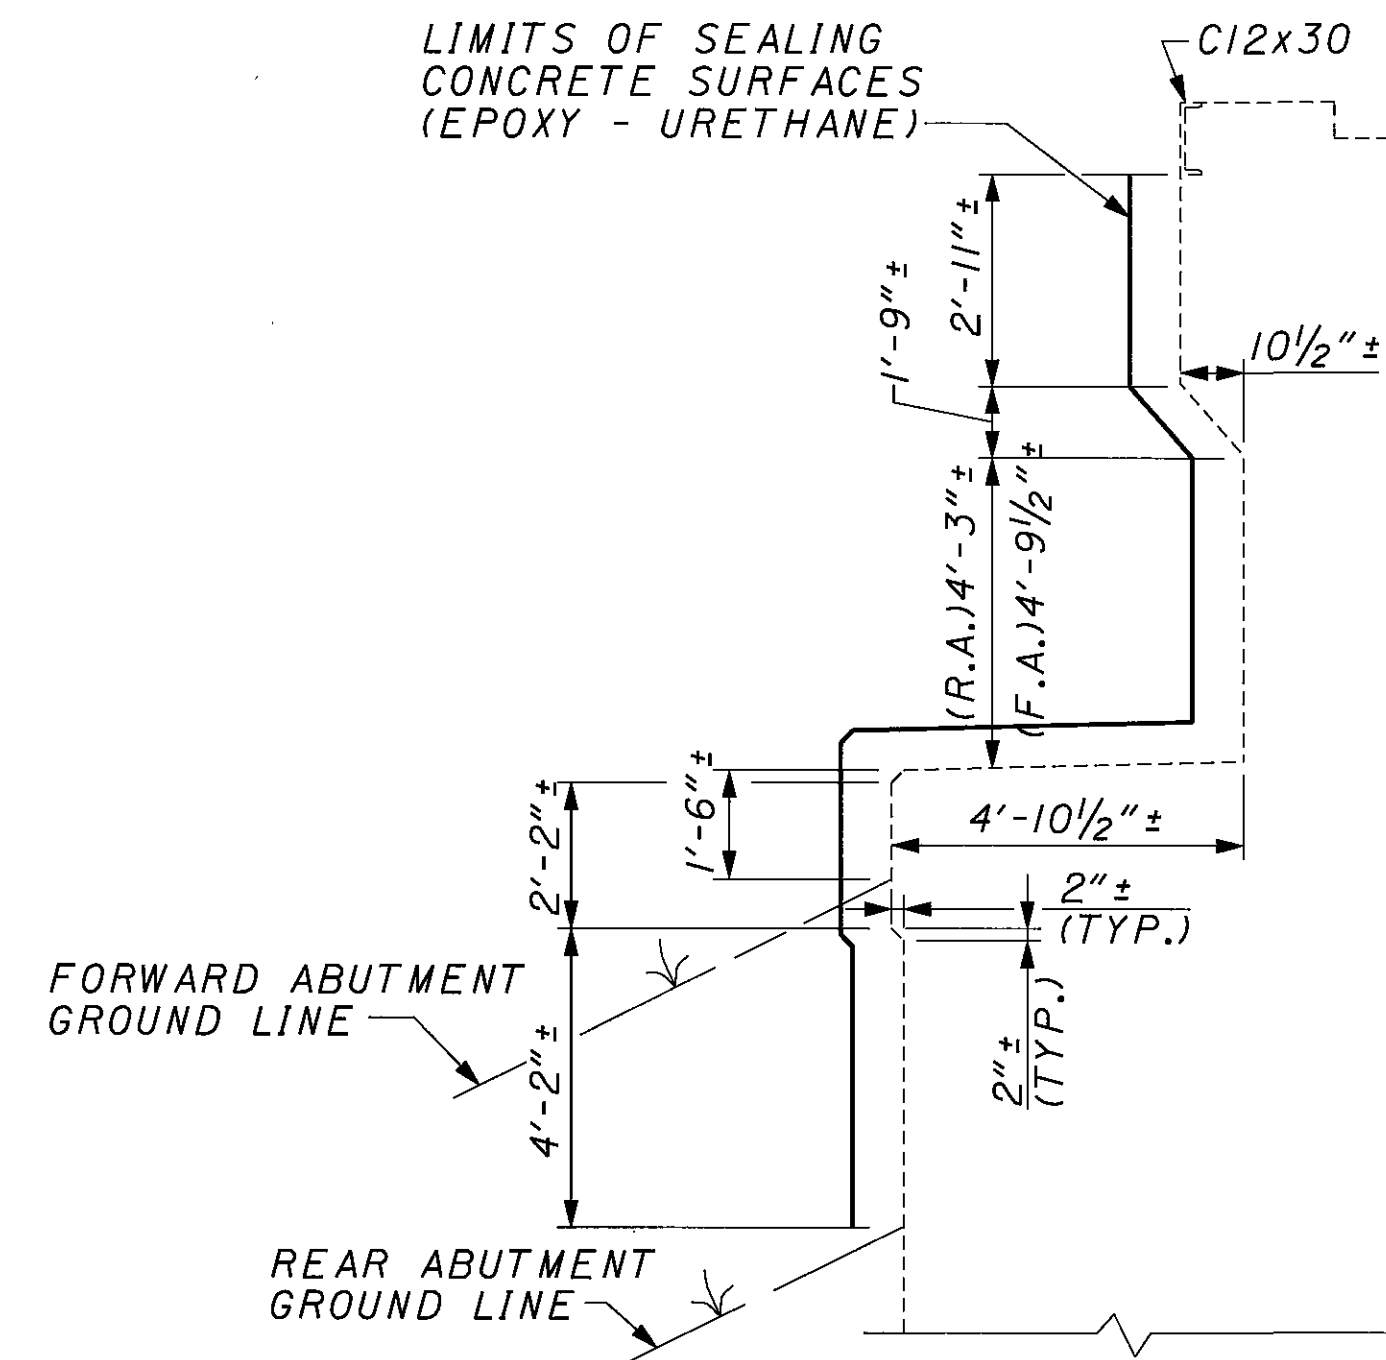 LIMITS OF SEALING
CONCRETE SURFACES
(EPOXY - URETHANE)
C12x30
2'-11"±
1'-9"±
10½"±
(R.A.)4'-3"±
(F.A.)4'-9½"±
1'-6"±
2'-2"±
4'-10½"±
2"±
(TYP.)
FORWARD ABUTMENT
GROUND LINE
4'-2"±
2"±
(TYP.)
REAR ABUTMENT
GROUND LINE